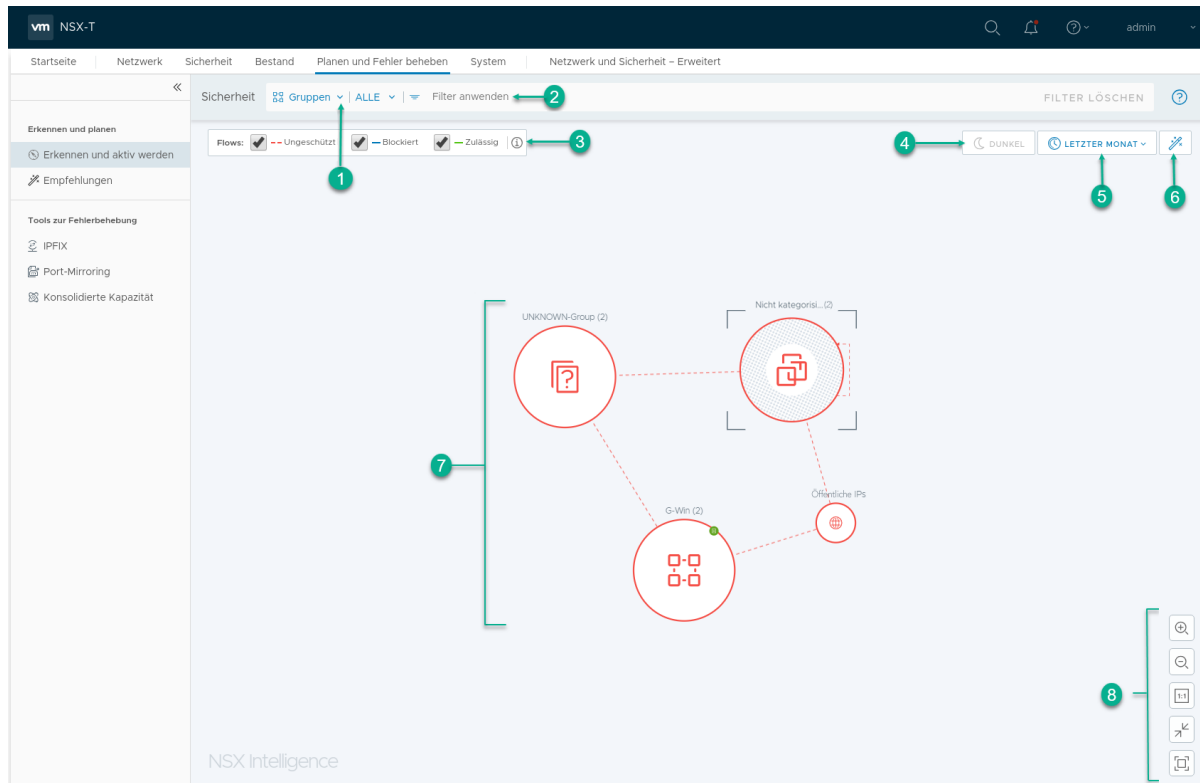 vm NSX-T admin
Startseite Netzwerk Sicherheit Bestand Planen und Fehler beheben System Netzwerk und Sicherheit – Erweitert
Sicherheit Gruppen ALLE Filter anwenden 2 FILTER LÖSCHEN
Erkennen und planen
Erkennen und aktiv werden
Empfehlungen
Tools zur Fehlerbehebung
IPFIX
Port-Mirroring
Konsolidierte Kapazität
Flows: Ungeschützt Blockiert Zulässig 3
4 DUNKEL LETZTER MONAT
1
5
6
UNKNOWN-Group (2)
Nicht kategorisi...(2)
7
Öffentliche IPs
G-Win (2)
8
1:1
NSX Intelligence